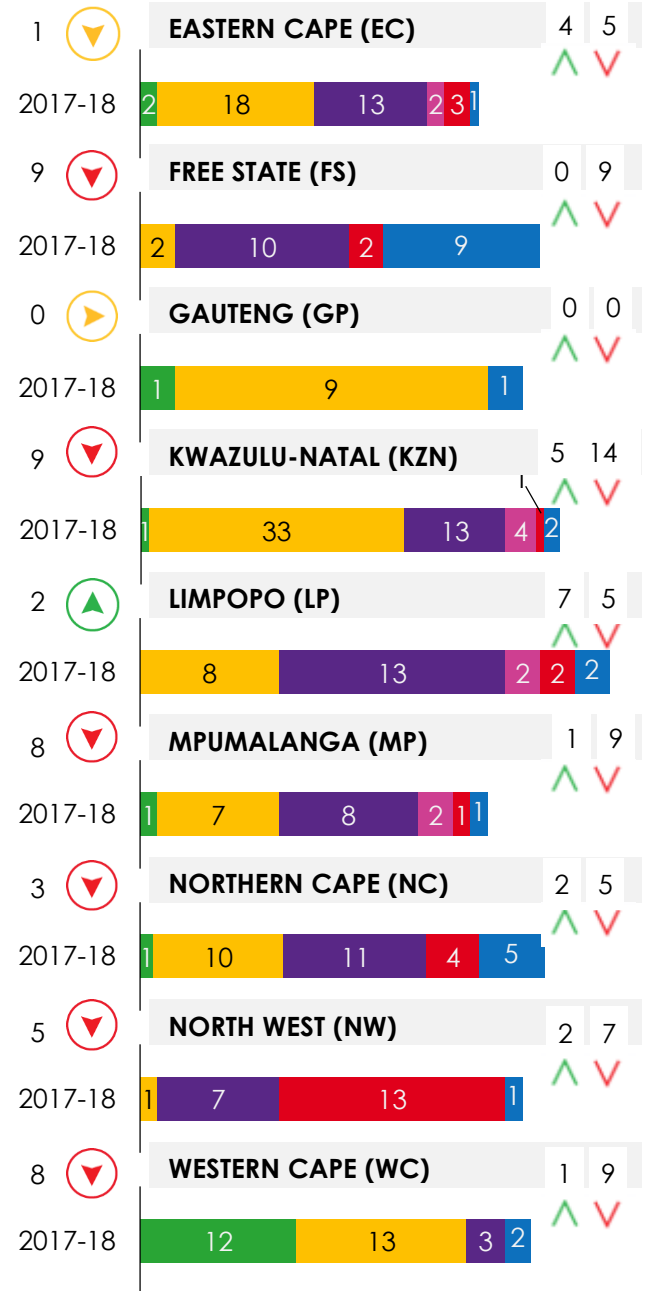 1 EASTERN CAPE (EC) 4 5
2017-18 2 18 13 2 3 1
9 FREE STATE (FS) 0 9
2017-18 2 10 2 9
0 GAUTENG (GP) 0 0
2017-18 1 9 1
9 KWAZULU-NATAL (KZN) 5 14
1
2017-18 1 33 13 4 2
2 LIMPOPO (LP) 7 5
2017-18 8 13 2 2 2
8 MPUMALANGA (MP) 1 9
2017-18 1 7 8 2 1 1
3 NORTHERN CAPE (NC) 2 5
2017-18 1 10 11 4 5
5 NORTH WEST (NW) 2 7
2017-18 1 7 13 1
8 WESTERN CAPE (WC) 1 9
2017-18 12 13 3 2